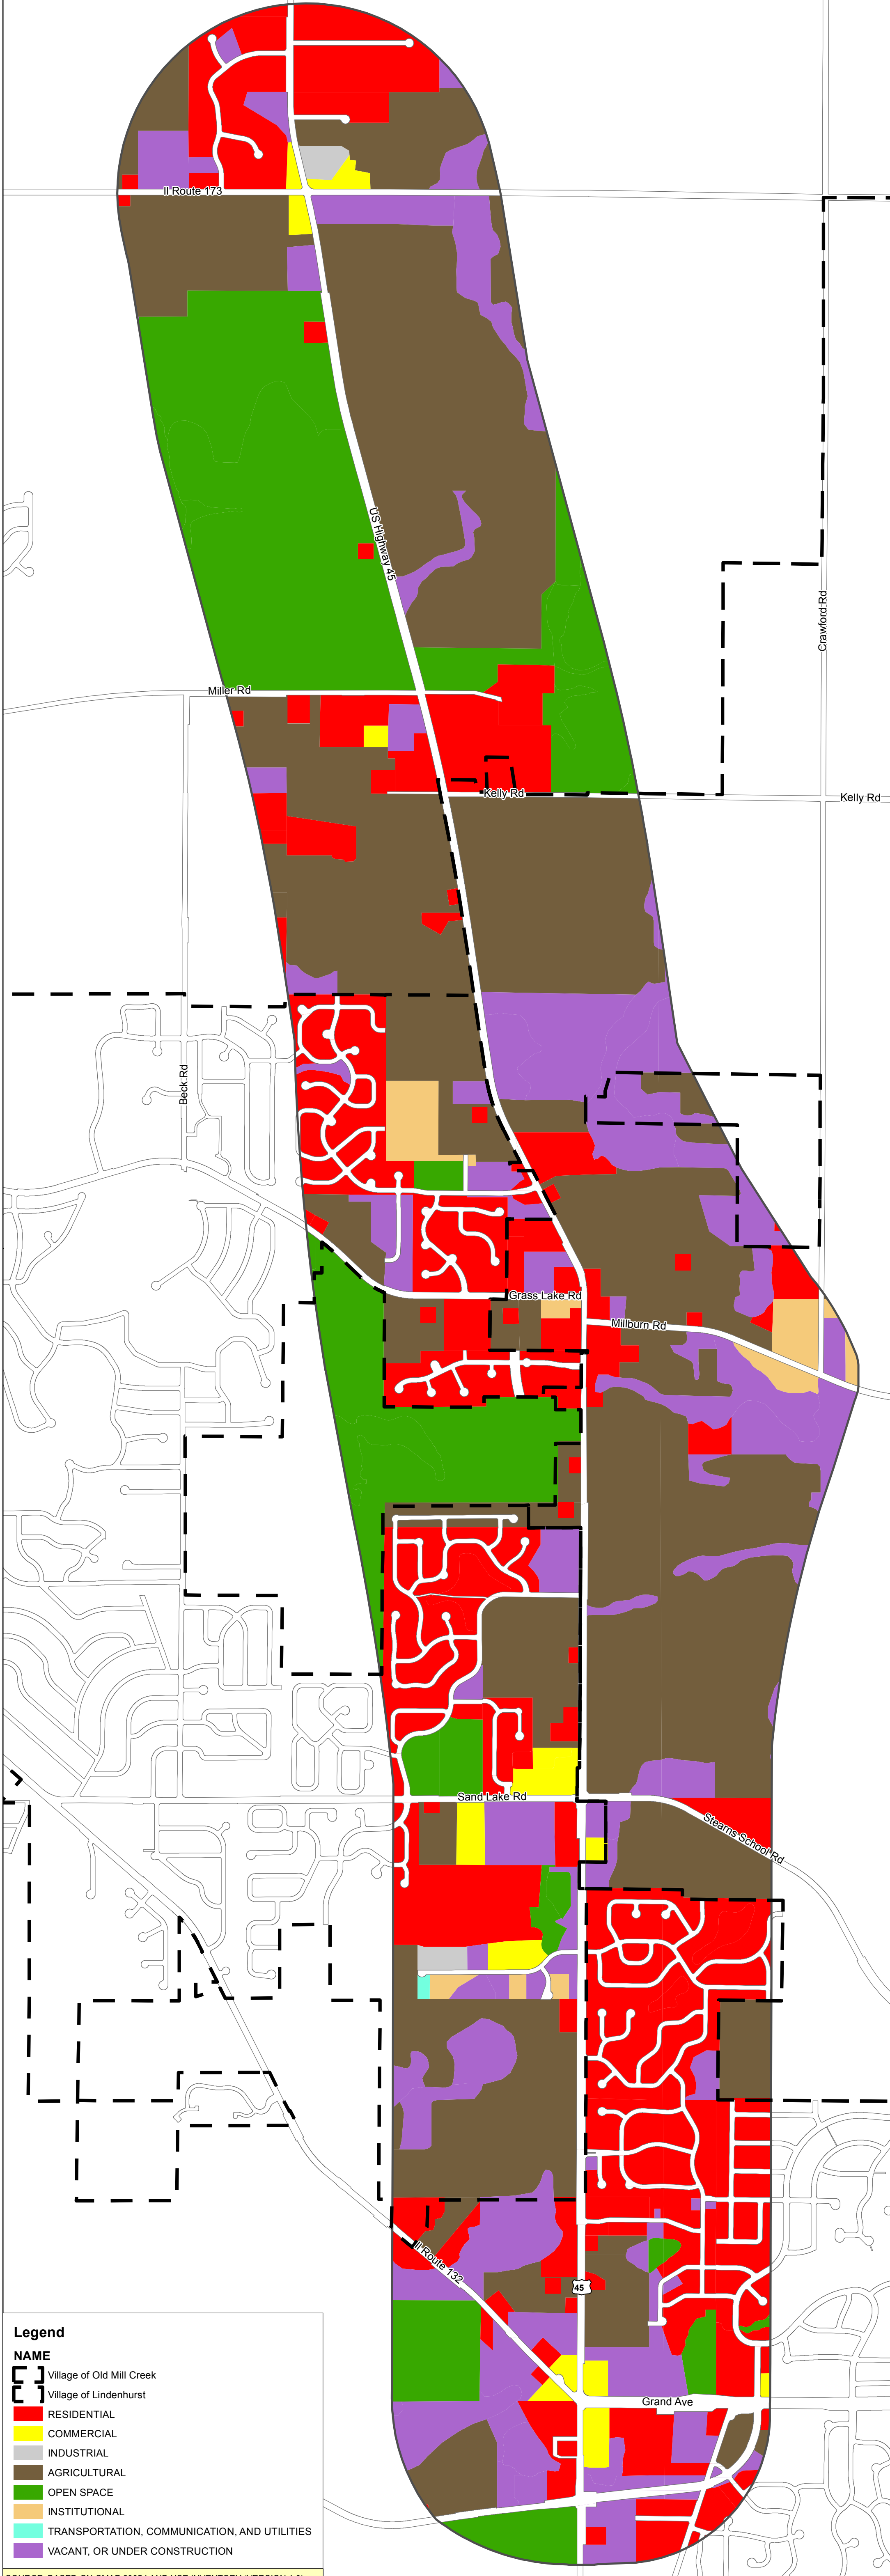 Il Route 173
US Highway 45
Crawford Rd
Miller Rd
Kelly Rd
Kelly Rd
Beck Rd
Grass Lake Rd
Millburn Rd
Sand Lake Rd
Stearns School Rd
Il Route 132
45
Grand Ave
Legend
NAME
Village of Old Mill Creek
Village of Lindenhurst
RESIDENTIAL
COMMERCIAL
INDUSTRIAL
AGRICULTURAL
OPEN SPACE
INSTITUTIONAL
TRANSPORTATION, COMMUNICATION, AND UTILITIES
VACANT, OR UNDER CONSTRUCTION